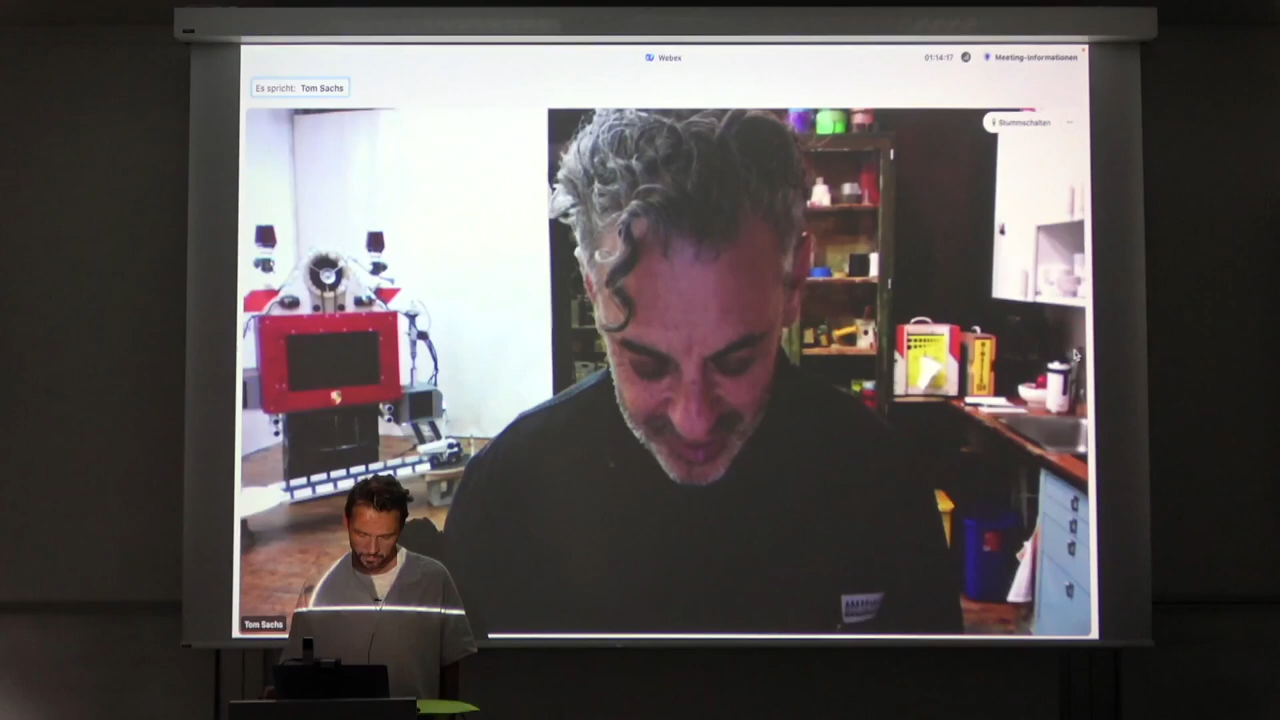 Webex
01:14:17
Meeting-Informationen
Es spricht: Tom Sachs
Stummschalten
Tom Sachs